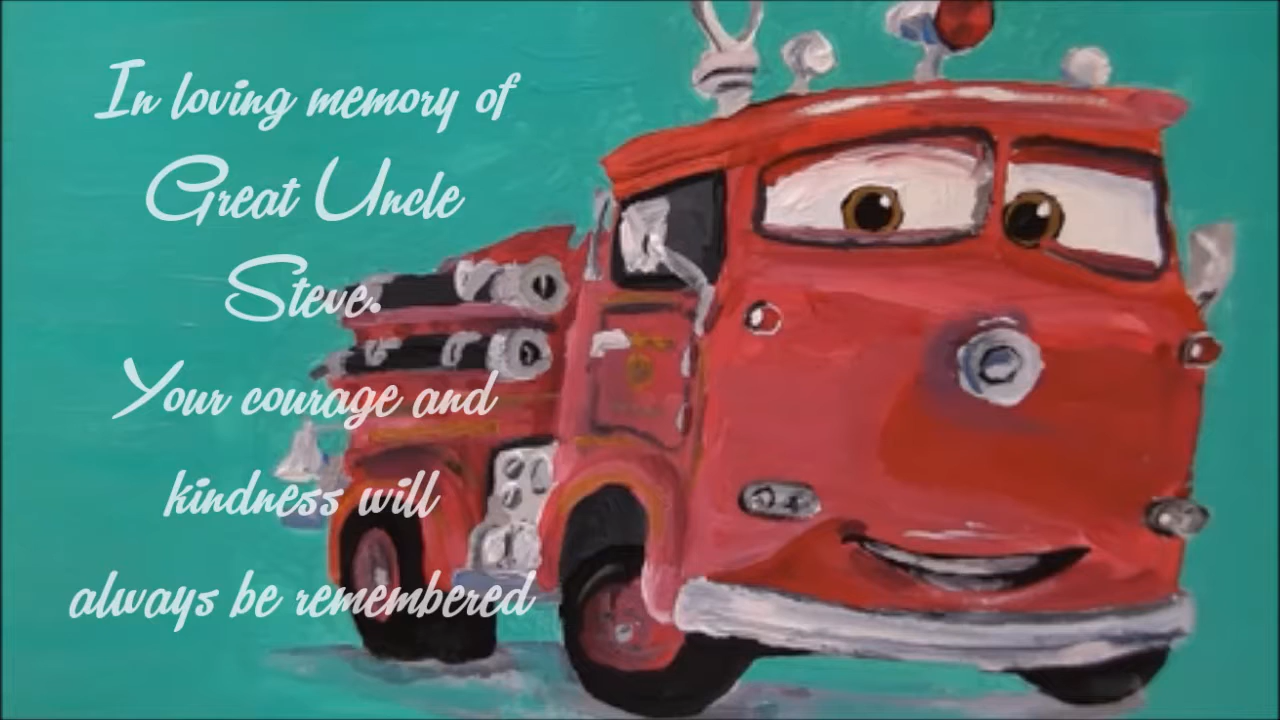 In loving memory of
Great Uncle
Steve.
Your courage and
kindness will
always be remembered